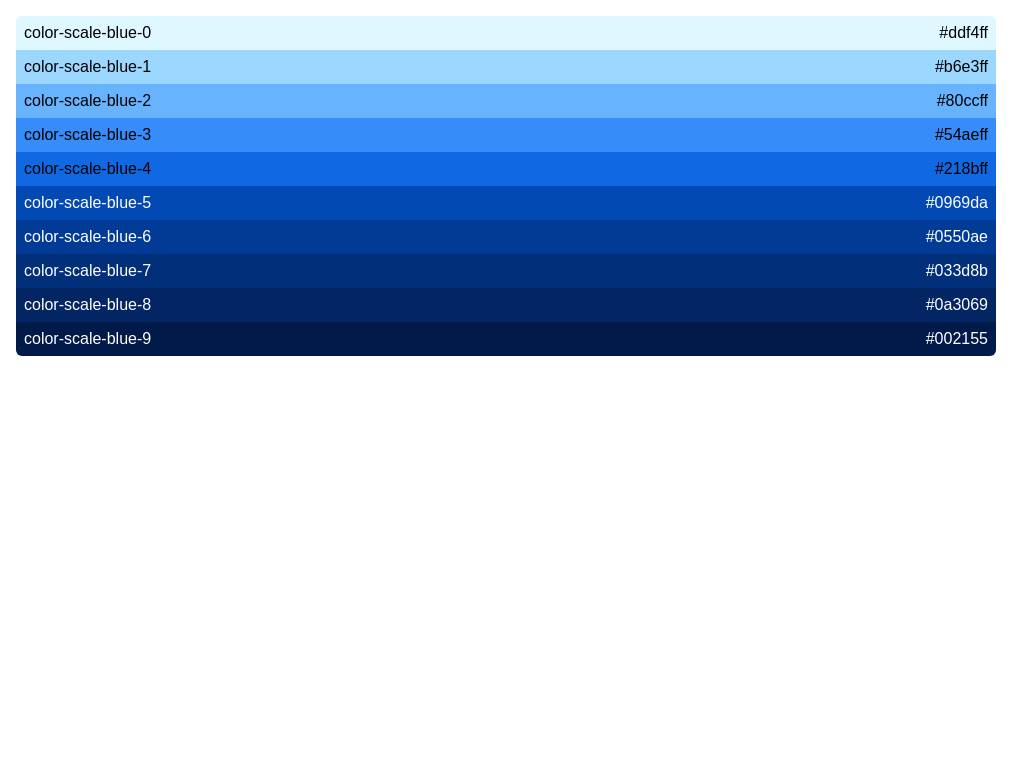 color-scale-blue-0 #ddf4ff
color-scale-blue-1 #b6e3ff
color-scale-blue-2 #80ccff
color-scale-blue-3 #54aeff
color-scale-blue-4 #218bff
color-scale-blue-5 #0969da
color-scale-blue-6 #0550ae
color-scale-blue-7 #033d8b
color-scale-blue-8 #0a3069
color-scale-blue-9 #002155